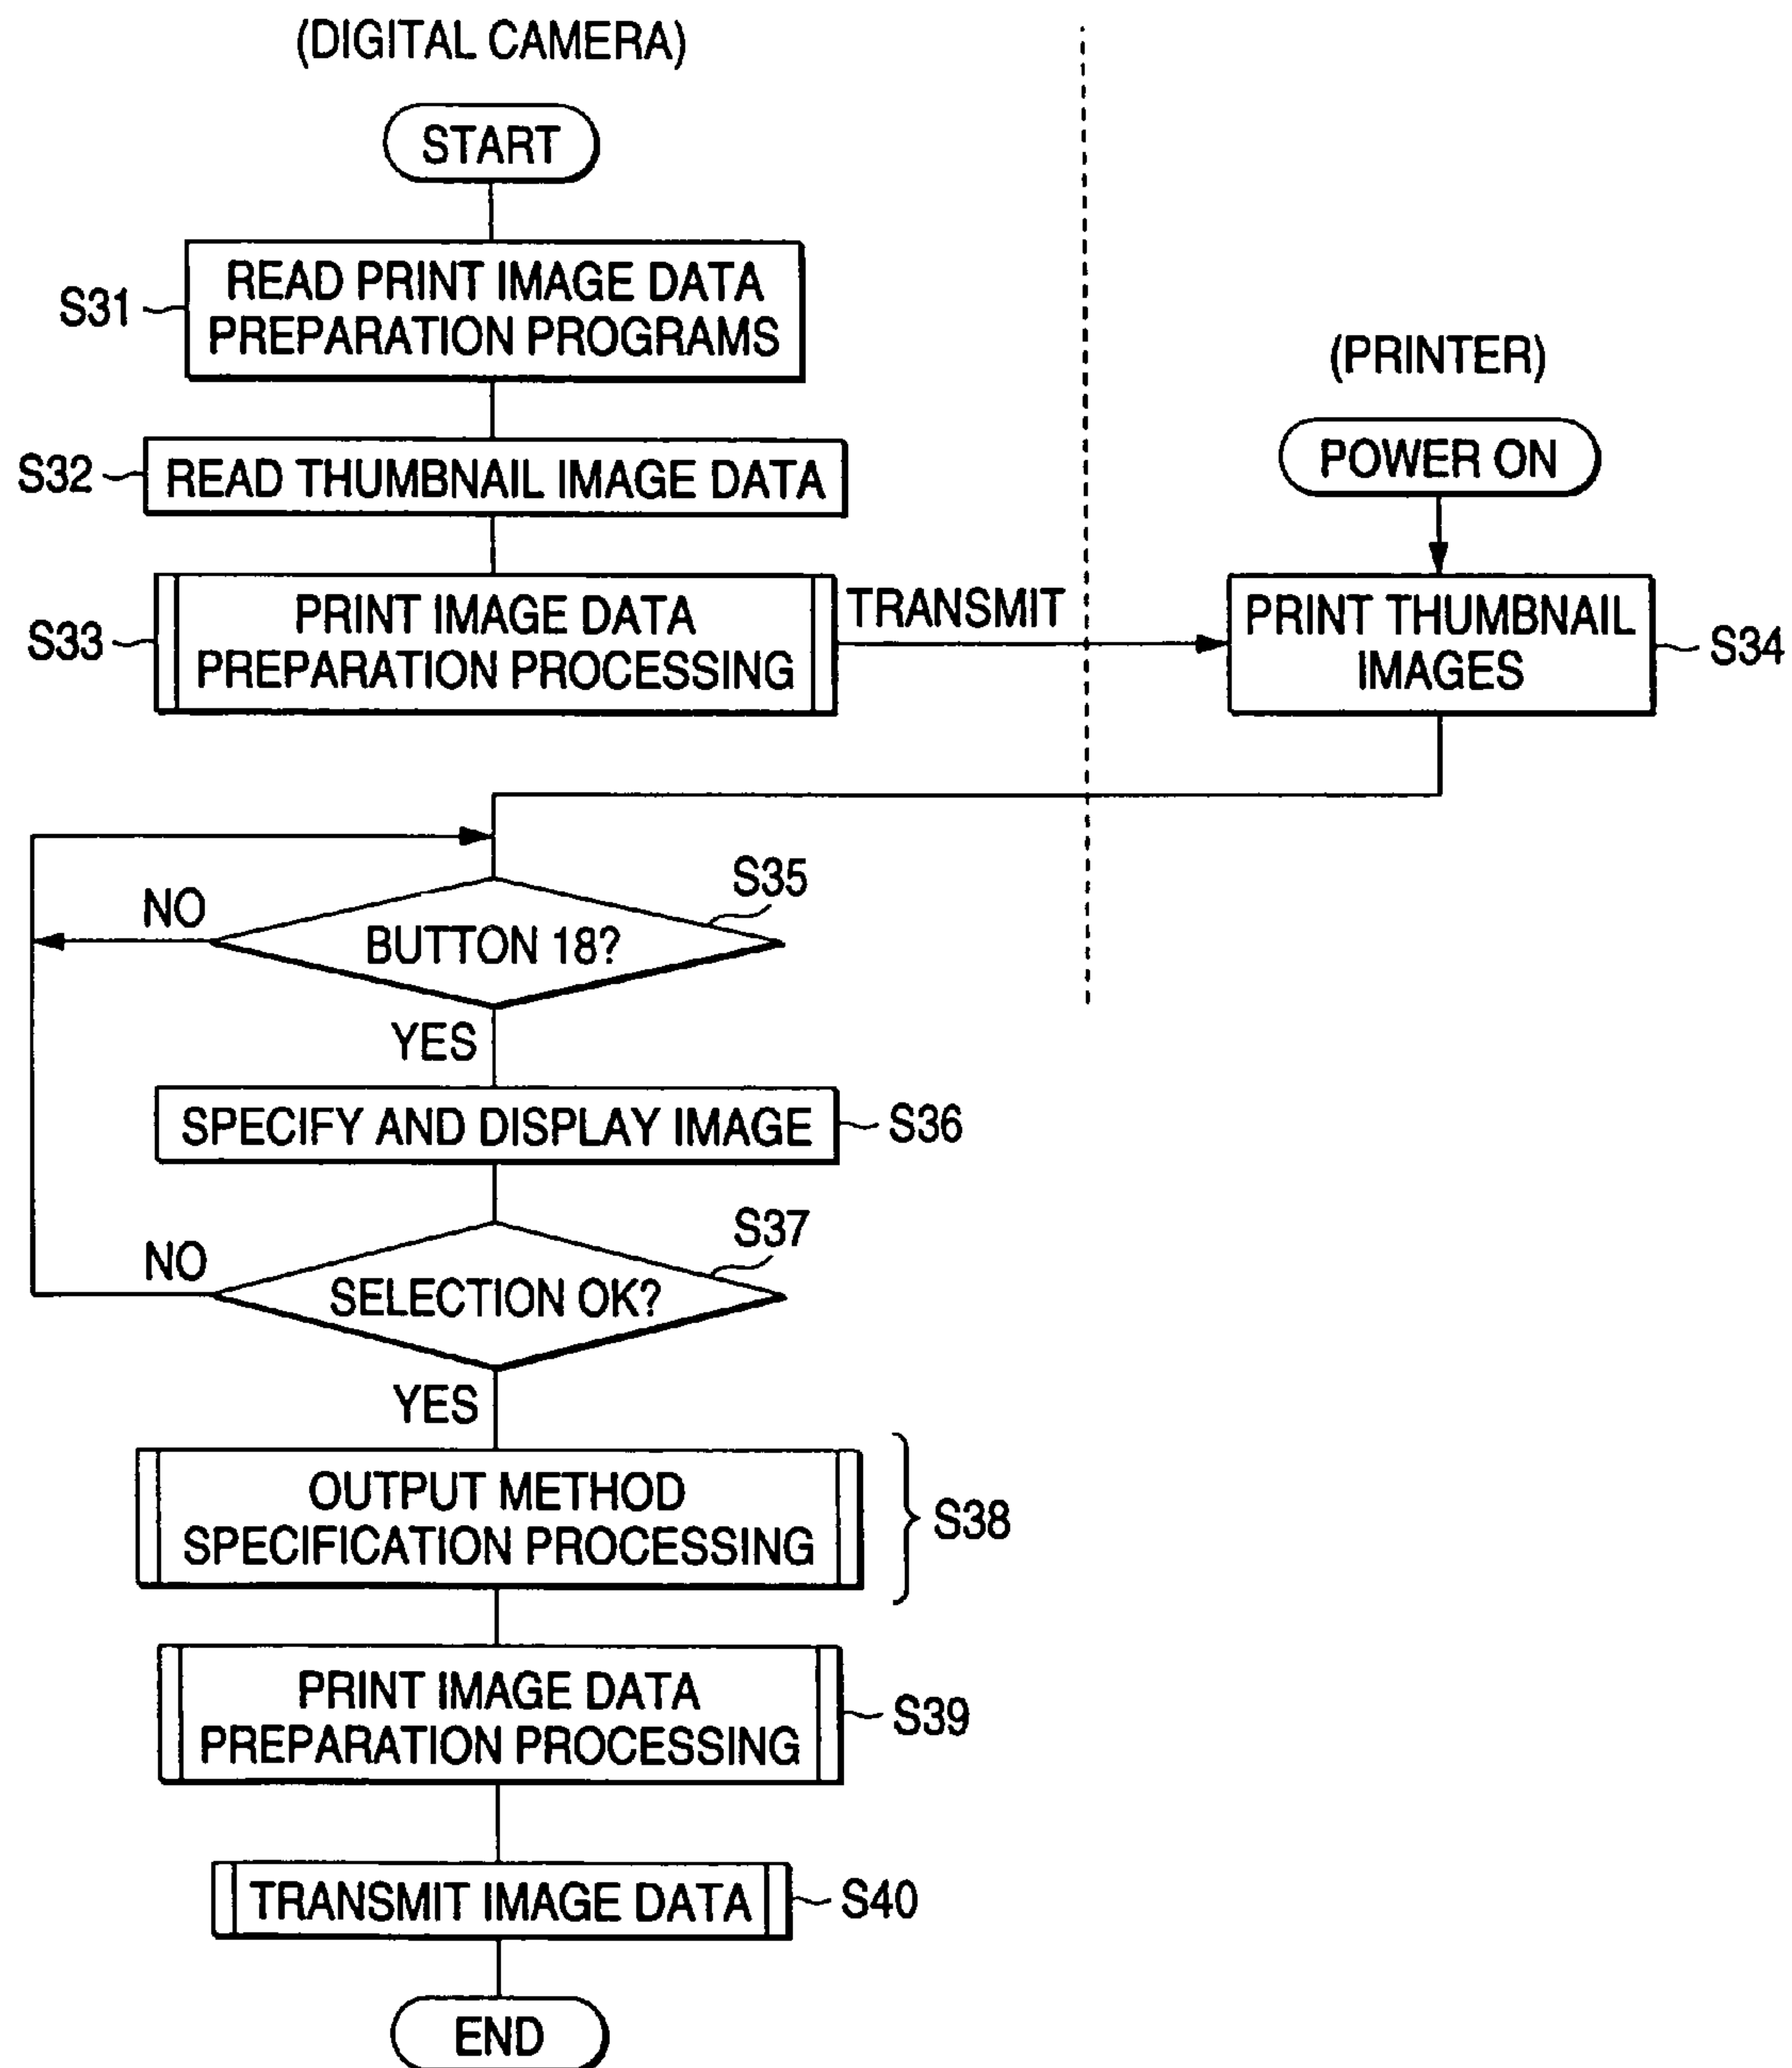 (DIGITAL CAMERA)
START
S31
READ PRINT IMAGE DATA
PREPARATION PROGRAMS
S32
READ THUMBNAIL IMAGE DATA
S33
PRINT IMAGE DATA
PREPARATION PROCESSING
TRANSMIT
(PRINTER)
POWER ON
PRINT THUMBNAIL
IMAGES
S34
S35
NO
BUTTON 18?
YES
SPECIFY AND DISPLAY IMAGE
S36
S37
NO
SELECTION OK?
YES
OUTPUT METHOD
SPECIFICATION PROCESSING
S38
PRINT IMAGE DATA
PREPARATION PROCESSING
S39
TRANSMIT IMAGE DATA
S40
END